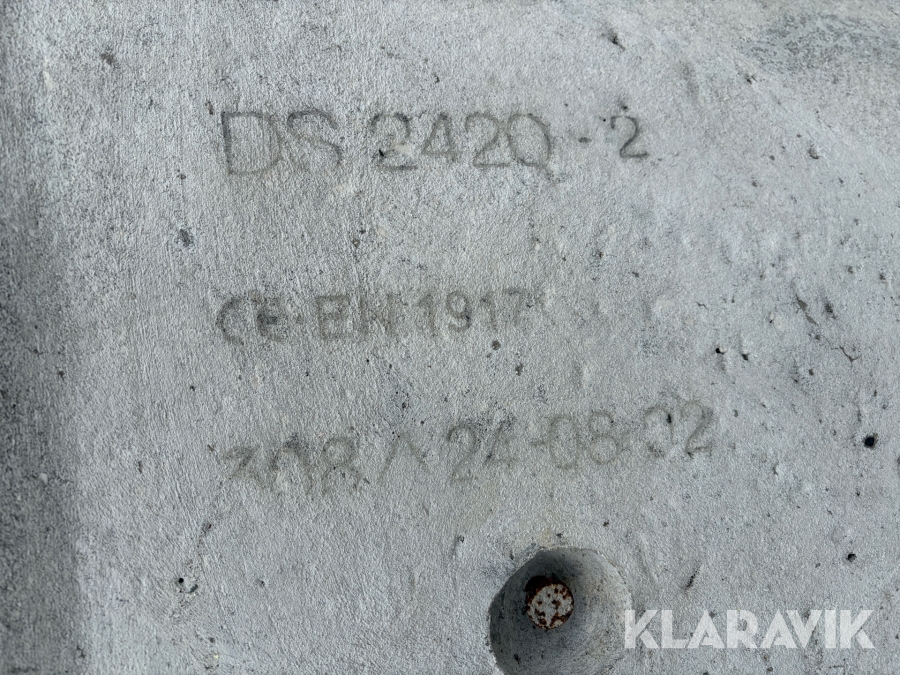 DS 2420-2
CE-EN 1917
24-08-02
KLARAVIK